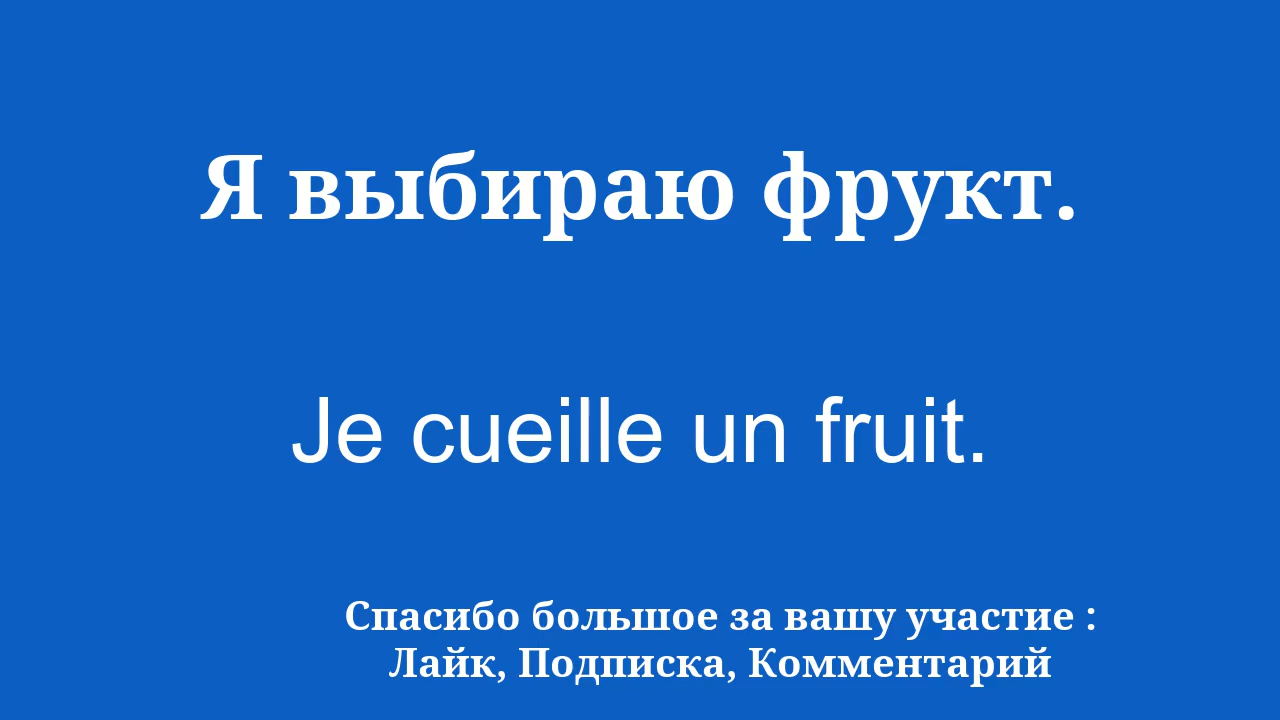 Я выбираю фрукт.
Je cueille un fruit.
Спасибо большое за вашу участие :
Лайк, Подписка, Комментарий